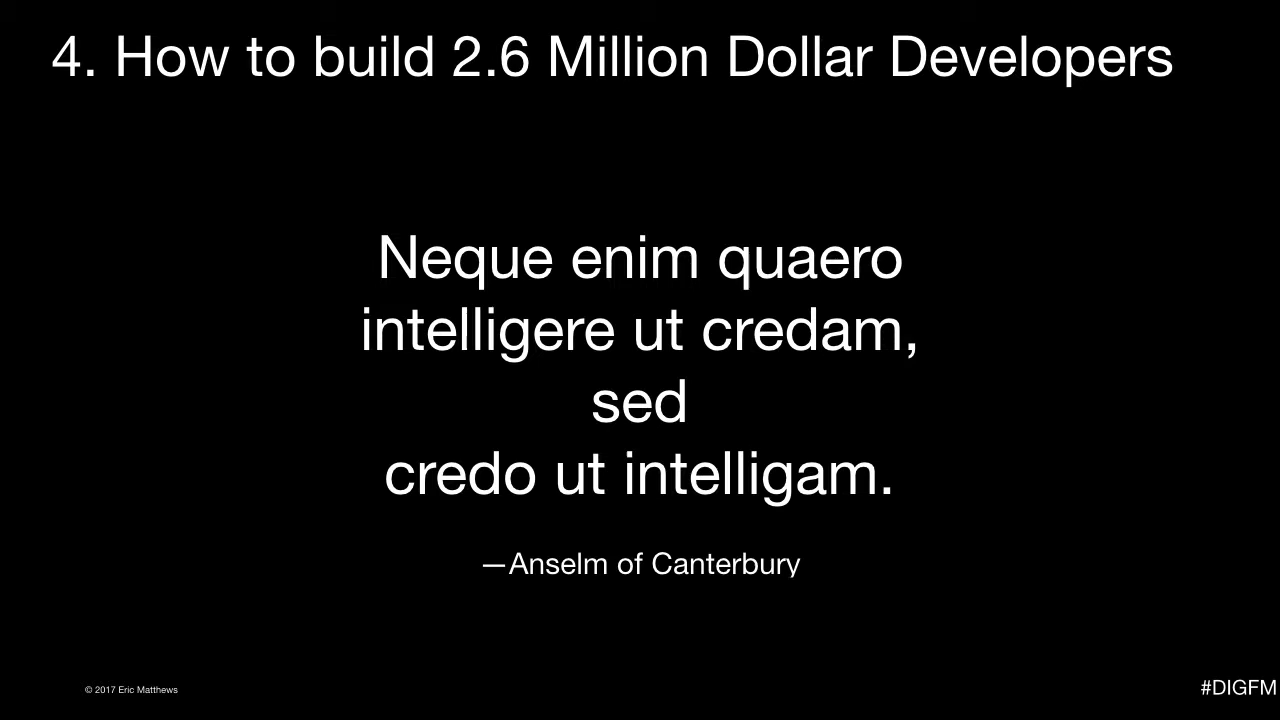 4. How to build 2.6 Million Dollar Developers
Neque enim quaero
intelligere ut credam,
sed
credo ut intelligam.
—Anselm of Canterbury
© 2017 Eric Matthews
#DIGFM